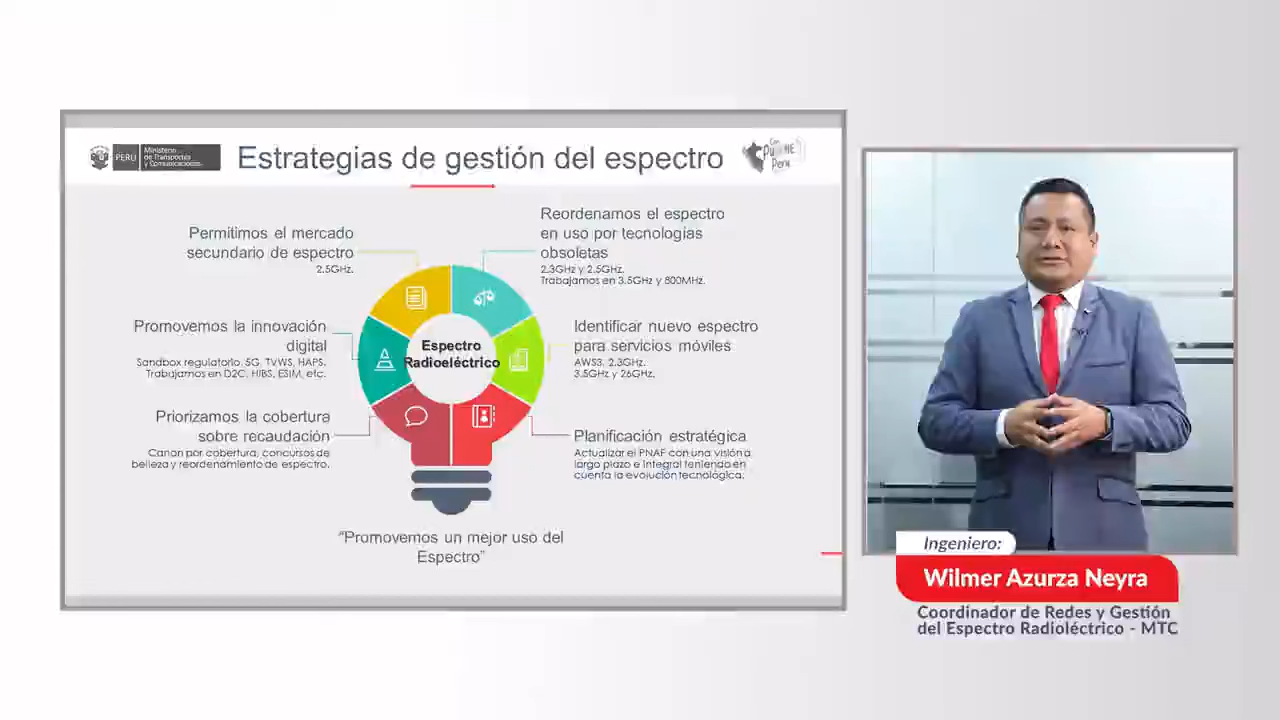 PERÚ
Ministerio
de Transportes
y Comunicaciones
Estrategias de gestión del espectro
Con
Perú
Permitimos el mercado
secundario de espectro
2.5GHz.
Reordenamos el espectro
en uso por tecnologías
obsoletas
2.3GHz y 2.5GHz.
Trabajamos en 3.5GHz y 800MHz.
Promovemos la innovación
digital
Sandbox regulatorio, 5G, TVWS, HAPS.
Trabajamos en D2C, HIBS, ESIM, etc.
Identificar nuevo espectro
para servicios móviles
AWS3, 2.3GHz,
3.5GHz y 26GHz.
Espectro
Radioeléctrico
Priorizamos la cobertura
sobre recaudación
Canon por cobertura, concursos de
belleza y reordenamiento de espectro.
Planificación estratégica
Actualizar el PNAF con una visión a
largo plazo e integral teniendo en
cuenta la evolución tecnológica.
“Promovemos un mejor uso del
Espectro”
Ingeniero:
Wilmer Azurza Neyra
Coordinador de Redes y Gestión
del Espectro Radioléctrico - MTC